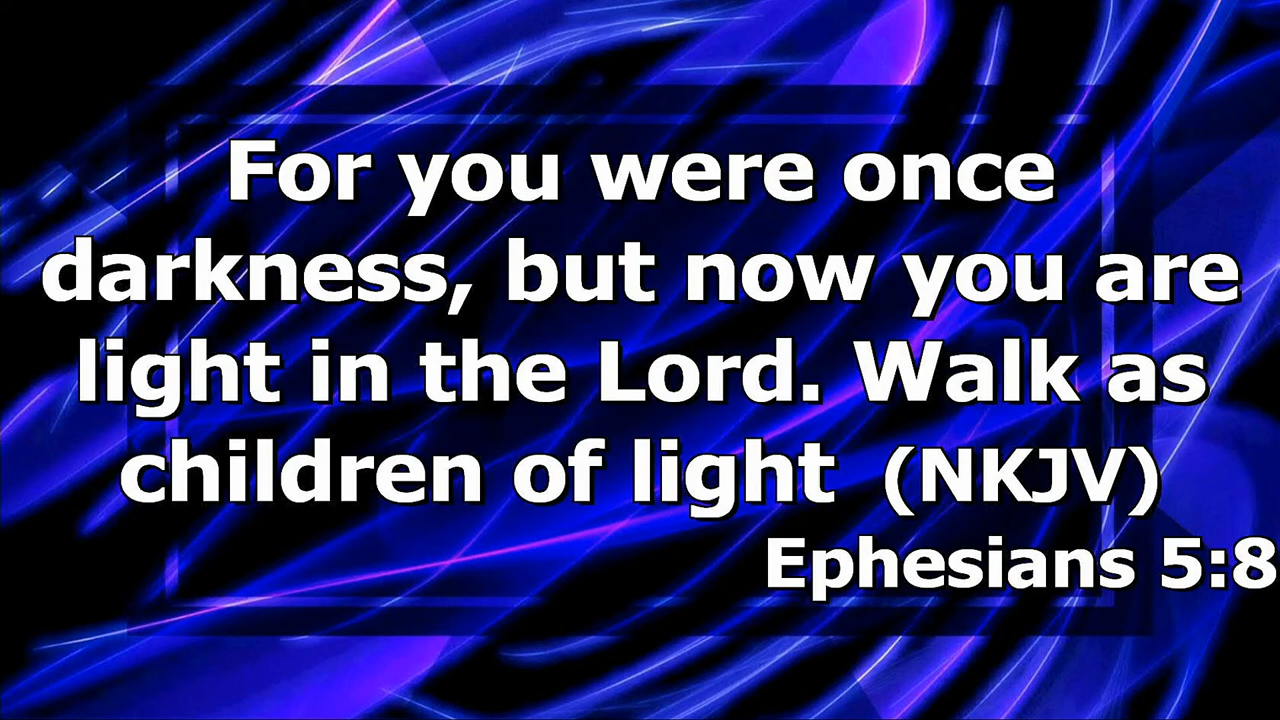 For you were once
darkness, but now you are
light in the Lord. Walk as
children of light (NKJV)
Ephesians 5:8